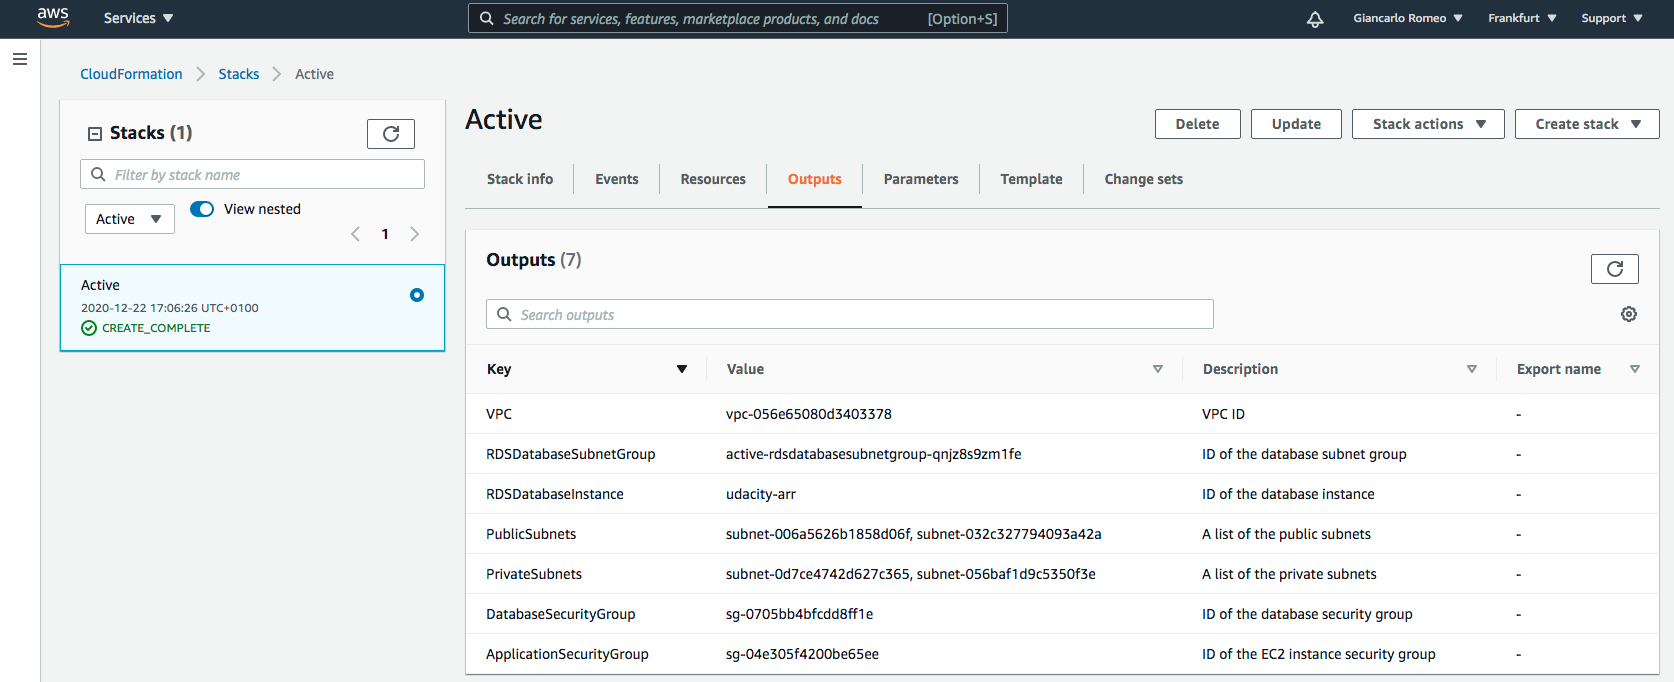 aws Services Search for services, features, marketplace products, and docs [Option+S] Giancarlo Romeo Frankfurt Support
CloudFormation Stacks Active
Stacks (1)
Filter by stack name
Active View nested
1
Active
2020-12-22 17:06:26 UTC+0100
CREATE_COMPLETE
Active
Delete Update Stack actions Create stack
Stack info Events Resources Outputs Parameters Template Change sets
Outputs (7)
Search outputs
Key Value Description Export name
VPC vpc-056e65080d3403378 VPC ID -
RDSDatabaseSubnetGroup active-rdsdatabasesubnetgroup-qnjz8s9zm1fe ID of the database subnet group -
RDSDatabaseInstance udacity-arr ID of the database instance -
PublicSubnets subnet-006a5626b1858d06f, subnet-032c327794093a42a A list of the public subnets -
PrivateSubnets subnet-0d7ce4742d627c365, subnet-056baf1d9c5350f3e A list of the private subnets -
DatabaseSecurityGroup sg-0705bb4bfcdd8ff1e ID of the database security group -
ApplicationSecurityGroup sg-04e305f4200be65ee ID of the EC2 instance security group -